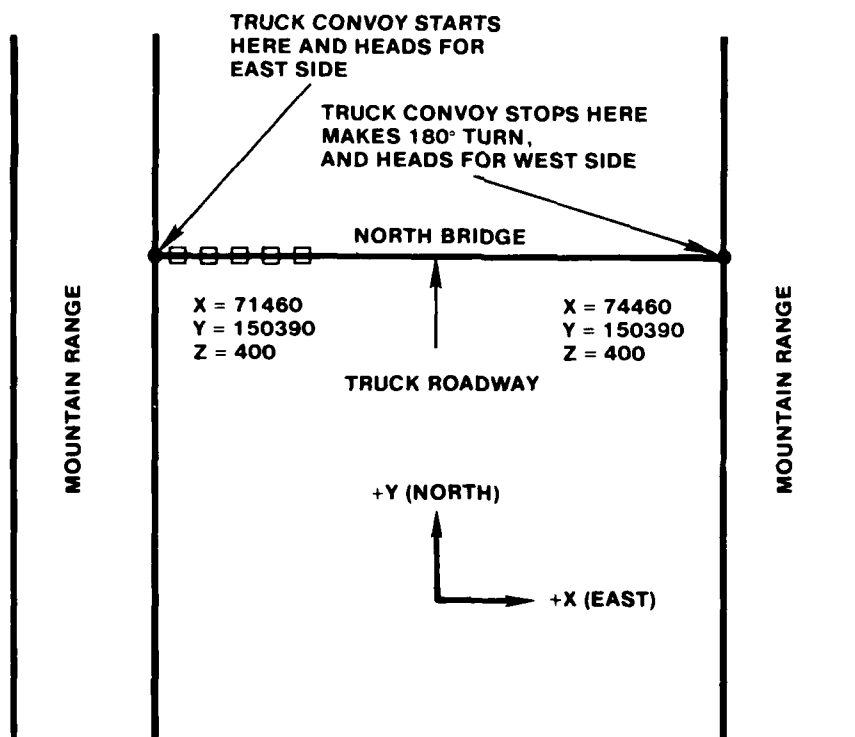 TRUCK CONVOY STARTS
HERE AND HEADS FOR
EAST SIDE
TRUCK CONVOY STOPS HERE
MAKES 180° TURN,
AND HEADS FOR WEST SIDE
NORTH BRIDGE
X = 71460
Y = 150390
Z = 400
X = 74460
Y = 150390
Z = 400
TRUCK ROADWAY
MOUNTAIN RANGE
MOUNTAIN RANGE
+Y (NORTH)
+X (EAST)